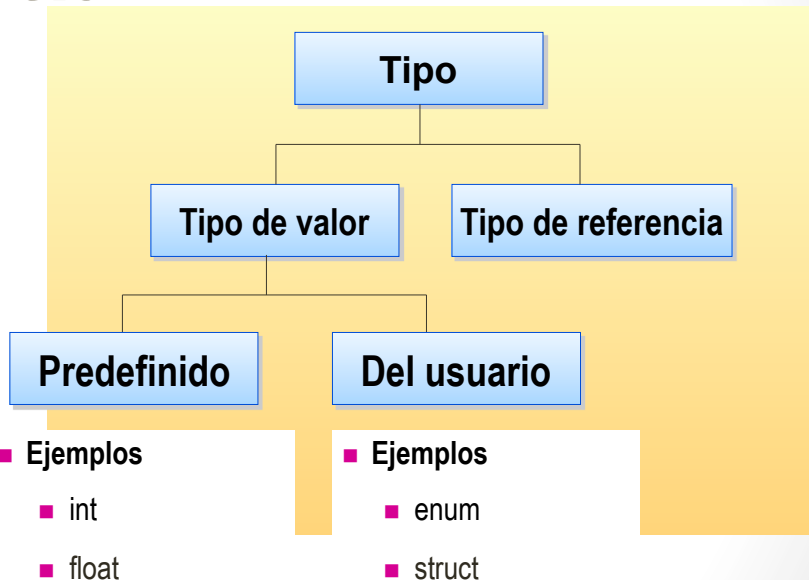 Tipo
Tipo de valor
Tipo de referencia
Predefinido
Del usuario
Ejemplos
int
float
Ejemplos
enum
struct